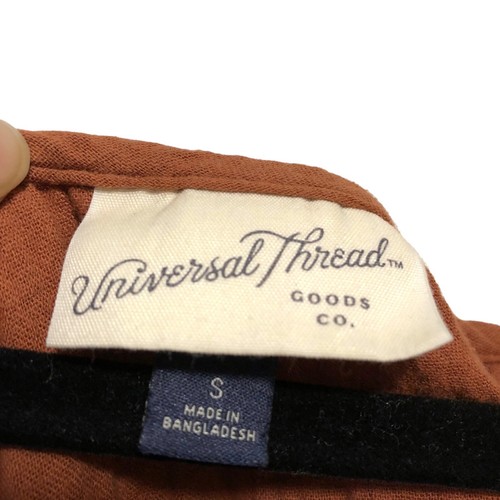 Universal Thread™
GOODS
CO.
S
MADE IN
BANGLADESH